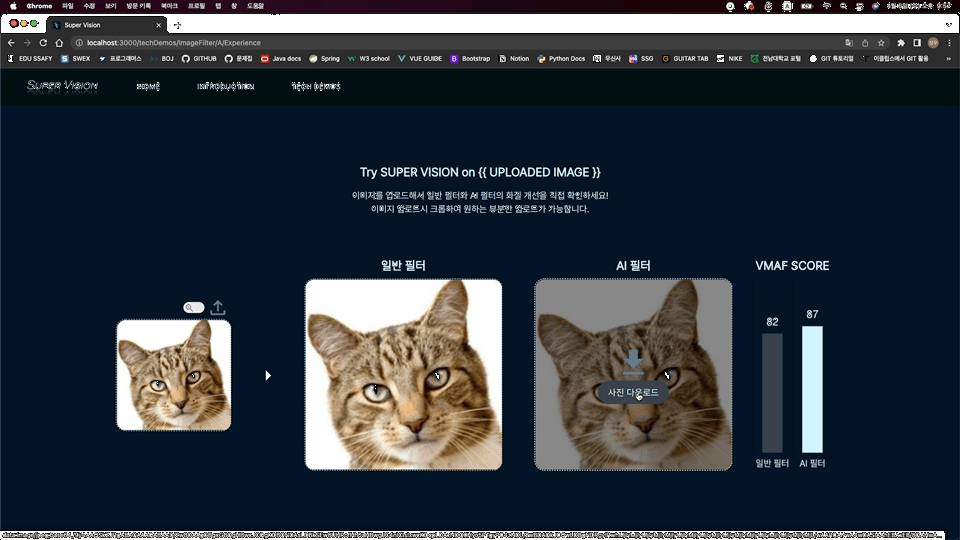 Chrome 파일 수정 보기 방문 기록 북마크 프로필 탭 창 도움말
Super Vision
localhost:3000/techDemos/ImageFilter/A/Experience
EDU SSAFY SWEX 프로그래머스 BOJ GITHUB 문제집 Java docs Spring W3 school VUE GUIBE Bootstrap Notion Python Docs 무신사 SSG GUITAR TAB NIKE 전남대학교 포털 GIT 튜토리얼 이클립스에서 GIT 활용
SUPER VISION HOME INTRODUCTION TECH DEMOS
Try SUPER VISION on {{ UPLOADED IMAGE }}
이미지를 업로드해서 일반 필터와 AI 필터의 화질 개선을 직접 확인하세요!
이미지 업로드시 크롭하여 원하는 부분만 업로드가 가능합니다.
일반 필터 AI 필터 VMAF SCORE
82 87
사진 다운로드
일반 필터 AI 필터